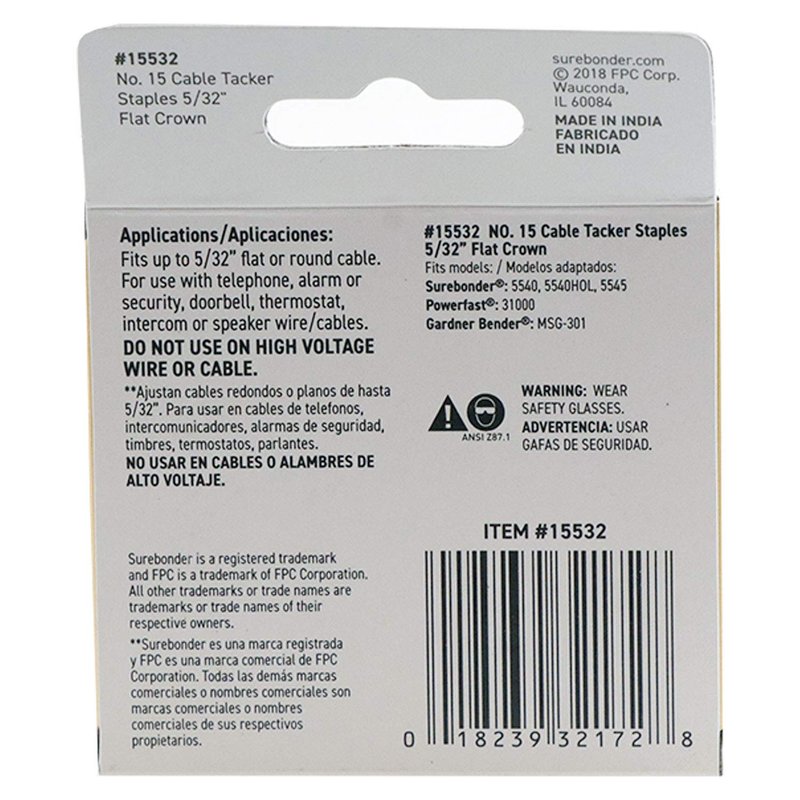 #15532
No. 15 Cable Tacker
Staples 5/32"
Flat Crown
surebonder.com
© 2018 FPC Corp.
Wauconda,
IL 60084
MADE IN INDIA
FABRICADO
EN INDIA
Applications/Aplicaciones:
Fits up to 5/32” flat or round cable.
For use with telephone, alarm or
security, doorbell, thermostat,
intercom or speaker wire/cables.
DO NOT USE ON HIGH VOLTAGE
WIRE OR CABLE.
**Ajustan cables redondos o planos de hasta
5/32”. Para usar en cables de telefonos,
intercomunicadores, alarmas de seguridad,
timbres, termostatos, parlantes.
NO USAR EN CABLES O ALAMBRES DE
ALTO VOLTAJE.
#15532 NO. 15 Cable Tacker Staples
5/32” Flat Crown
Fits models: / Modelos adaptados:
Surebonder®: 5540, 5540HOL, 5545
Powerfast®: 31000
Gardner Bender®: MSG-301
WARNING: WEAR
SAFETY GLASSES.
ADVERTENCIA: USAR
GAFAS DE SEGURIDAD.
ANSI Z87.1
Surebonder is a registered trademark
and FPC is a trademark of FPC Corporation.
All other trademarks or trade names are
trademarks or trade names of their
respective owners.
**Surebonder es una marca registrada
y FPC es una marca comercial de FPC
Corporation. Todas las demás marcas
comerciales o nombres comerciales son
marcas comerciales o nombres
comerciales de sus respectivos
propietarios.
ITEM #15532
0 18239 32172 8